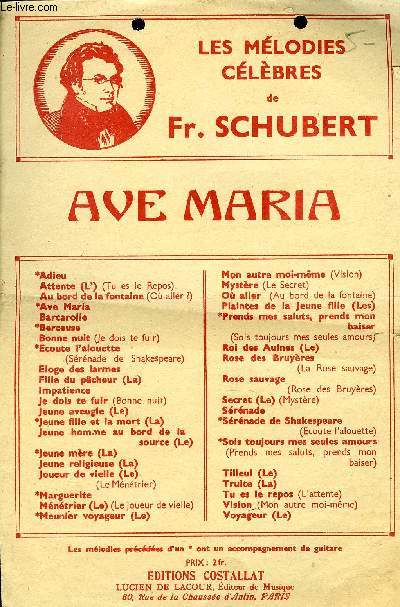 www.le-livre.com
5-
LES MÉLODIES
CÉLÈBRES
de
Fr. SCHUBERT
AVE MARIA
*Adieu
Attente (L') (Tu es le Repos)
Au bord de la fontaine (Où aller ?)
*Ave Maria
Barcarolle
*Berceuse
Bonne nuit (Je dois te fuir)
*Ecoute l'alouette
(Sérénade de Shakespeare)
Eloge des larmes
Fille du pêcheur (La)
Impatience
Je dois te fuir (Bonne nuit)
Jeune aveugle (Le)
*Jeune fille et la mort (La)
Jeune homme au bord de la
source (Le)
*Jeune mère (La)
Jeune religieuse (La)
Joueur de vielle (Le)
(Le Ménétrier)
*Marguerite
Ménétrier (Le) (Le joueur de vielle)
*Meunier voyageur (Le)
Mon autre moi-même (Vision)
Mystère (Le Secret)
Où aller (Au bord de la fontaine)
Plaintes de la Jeune fille (Les)
*Prends mes saluts, prends mon
baiser
(Sois toujours mes seules amours)
Roi des Aulnes (Le)
Rose des Bruyères
(La Rose sauvage)
Rose sauvage
(Rose des Bruyères)
Secret (Le) (Mystère)
Sérénade
*Sérénade de Shakespeare
(Ecoute l'alouette)
*Sois toujours mes seules amours
(Prends mes saluts, prends mon
baiser)
Tilleul (Le)
Truite (La)
Tu es le repos (L'attente)
Vision (Mon autre moi-même)
Voyageur (Le)
Les mélodies précédées d'un * ont un accompagnement de guitare
PRIX : 2fr.
EDITIONS COSTALLAT
LUCIEN DE LACOUR, Éditeur de Musique
60, Rue de la Chaussée d'Antin, PARIS